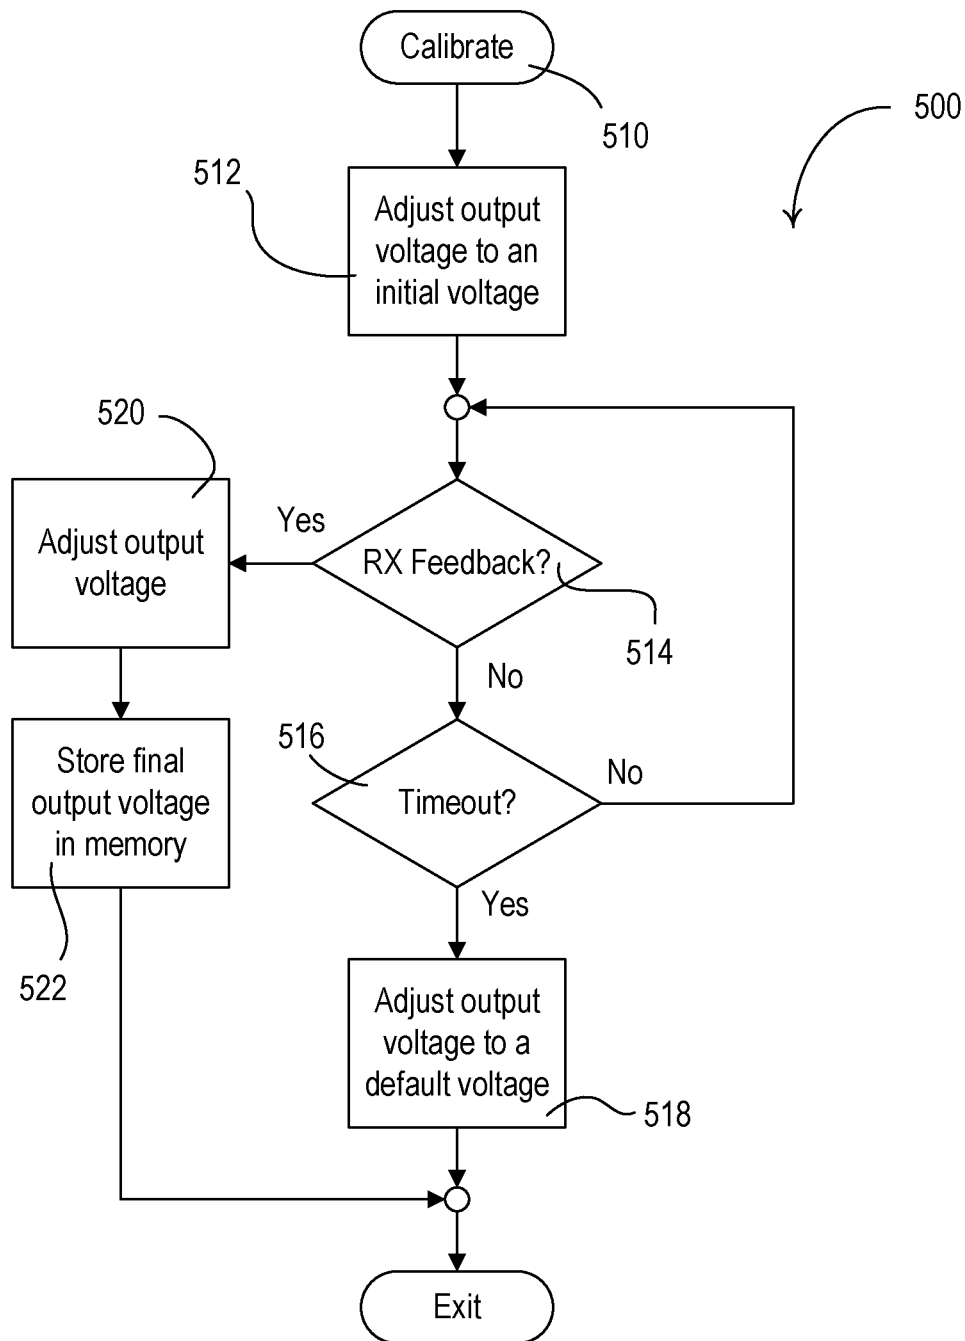 Calibrate
510
500
512
Adjust output
voltage to an
initial voltage
520
Yes
Adjust output
voltage
RX Feedback?
514
No
516
Store final
output voltage
in memory
Timeout?
No
Yes
522
Adjust output
voltage to a
default voltage
518
Exit